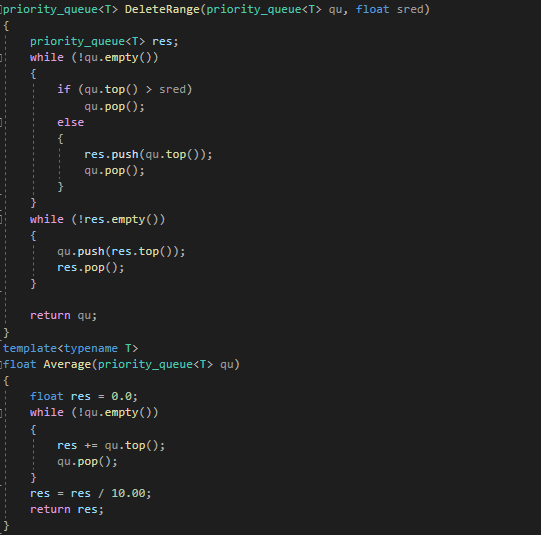 priority_queue<T> DeleteRange(priority_queue<T> qu, float sred)
{
    priority_queue<T> res;
    while (!qu.empty())
    {
        if (qu.top() > sred)
            qu.pop();
        else
        {
            res.push(qu.top());
            qu.pop();
        }
    }
    while (!res.empty())
    {
        qu.push(res.top());
        res.pop();
    }

    return qu;
}
template<typename T>
float Average(priority_queue<T> qu)
{
    float res = 0.0;
    while (!qu.empty())
    {
        res += qu.top();
        qu.pop();
    }
    res = res / 10.00;
    return res;
}